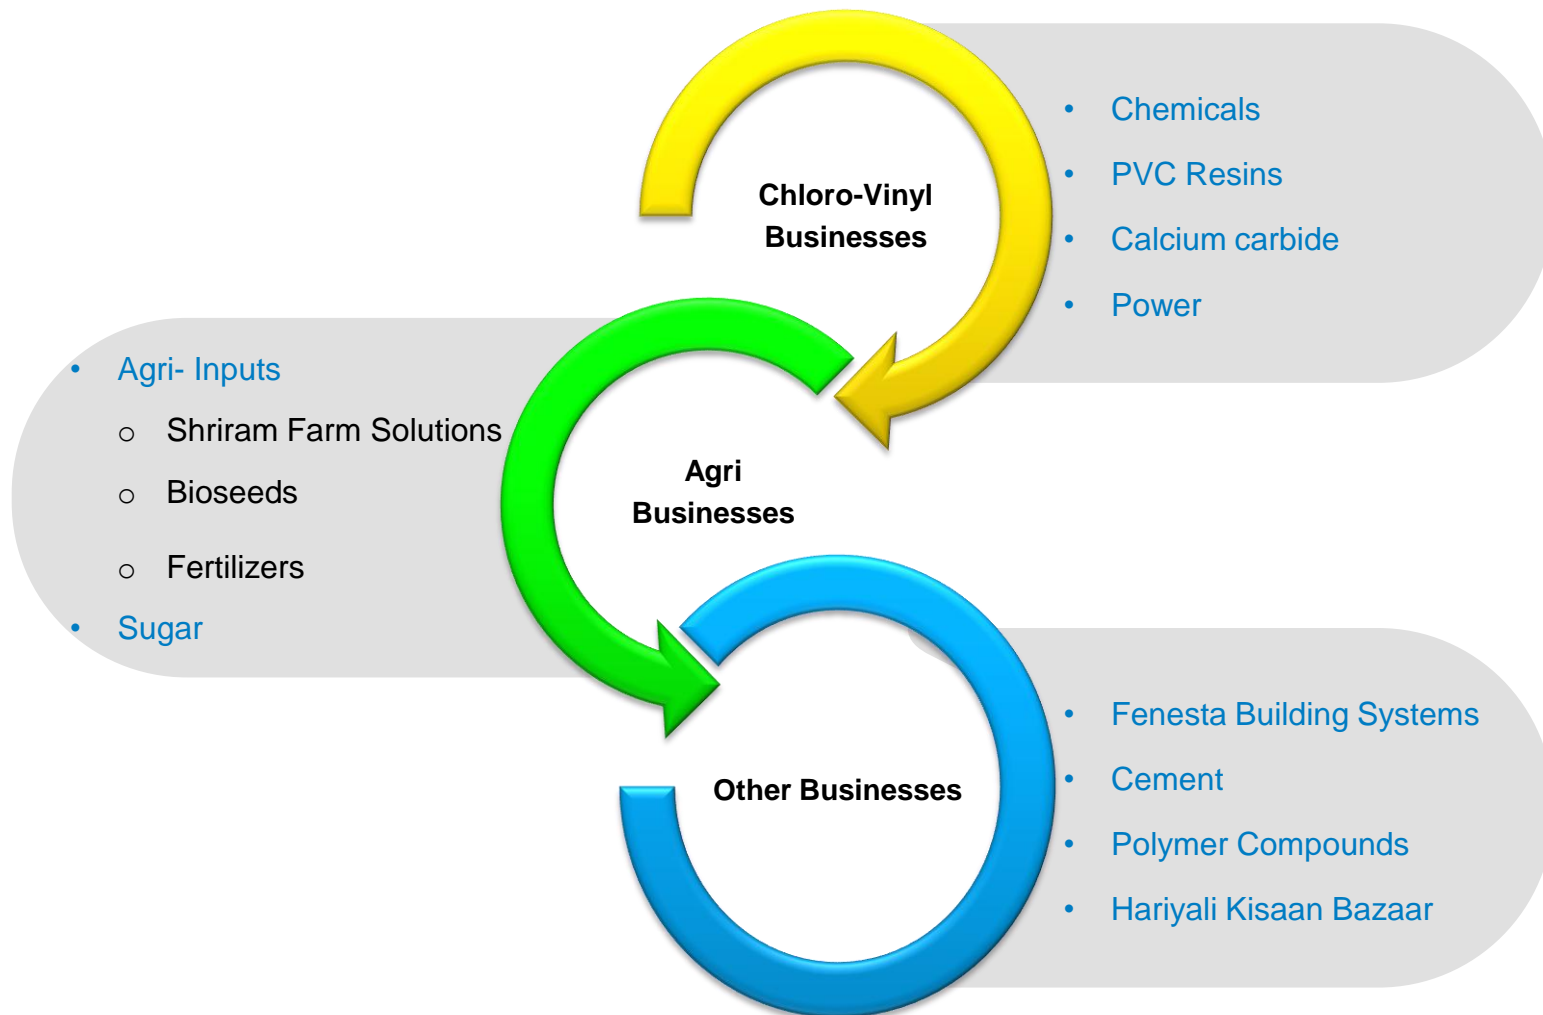 Chloro-Vinyl
Businesses
• Chemicals
• PVC Resins
• Calcium carbide
• Power
Agri
Businesses
• Agri- Inputs
o Shriram Farm Solutions
o Bioseeds
o Fertilizers
• Sugar
Other Businesses
• Fenesta Building Systems
• Cement
• Polymer Compounds
• Hariyali Kisaan Bazaar